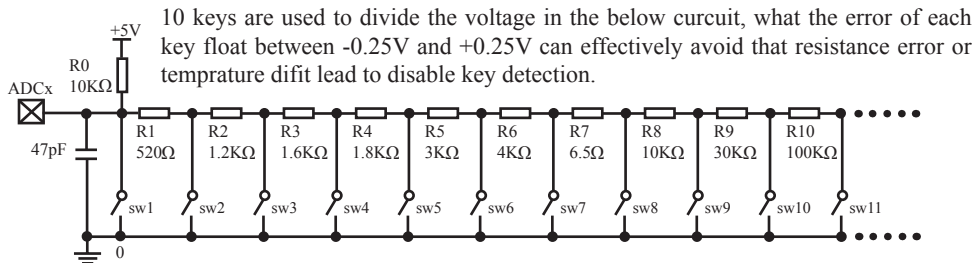 10 keys are used to divide the voltage in the below curcuit, what the error of each
key float between -0.25V and +0.25V can effectively avoid that resistance error or
temprature difit lead to disable key detection.
+5V
R0
10KΩ
ADCx
47pF
R1
520Ω
R2
1.2KΩ
R3
1.6KΩ
R4
1.8KΩ
R5
3KΩ
R6
4KΩ
R7
6.5Ω
R8
10KΩ
R9
30KΩ
R10
100KΩ
sw1
sw2
sw3
sw4
sw5
sw6
sw7
sw8
sw9
sw10
sw11
0